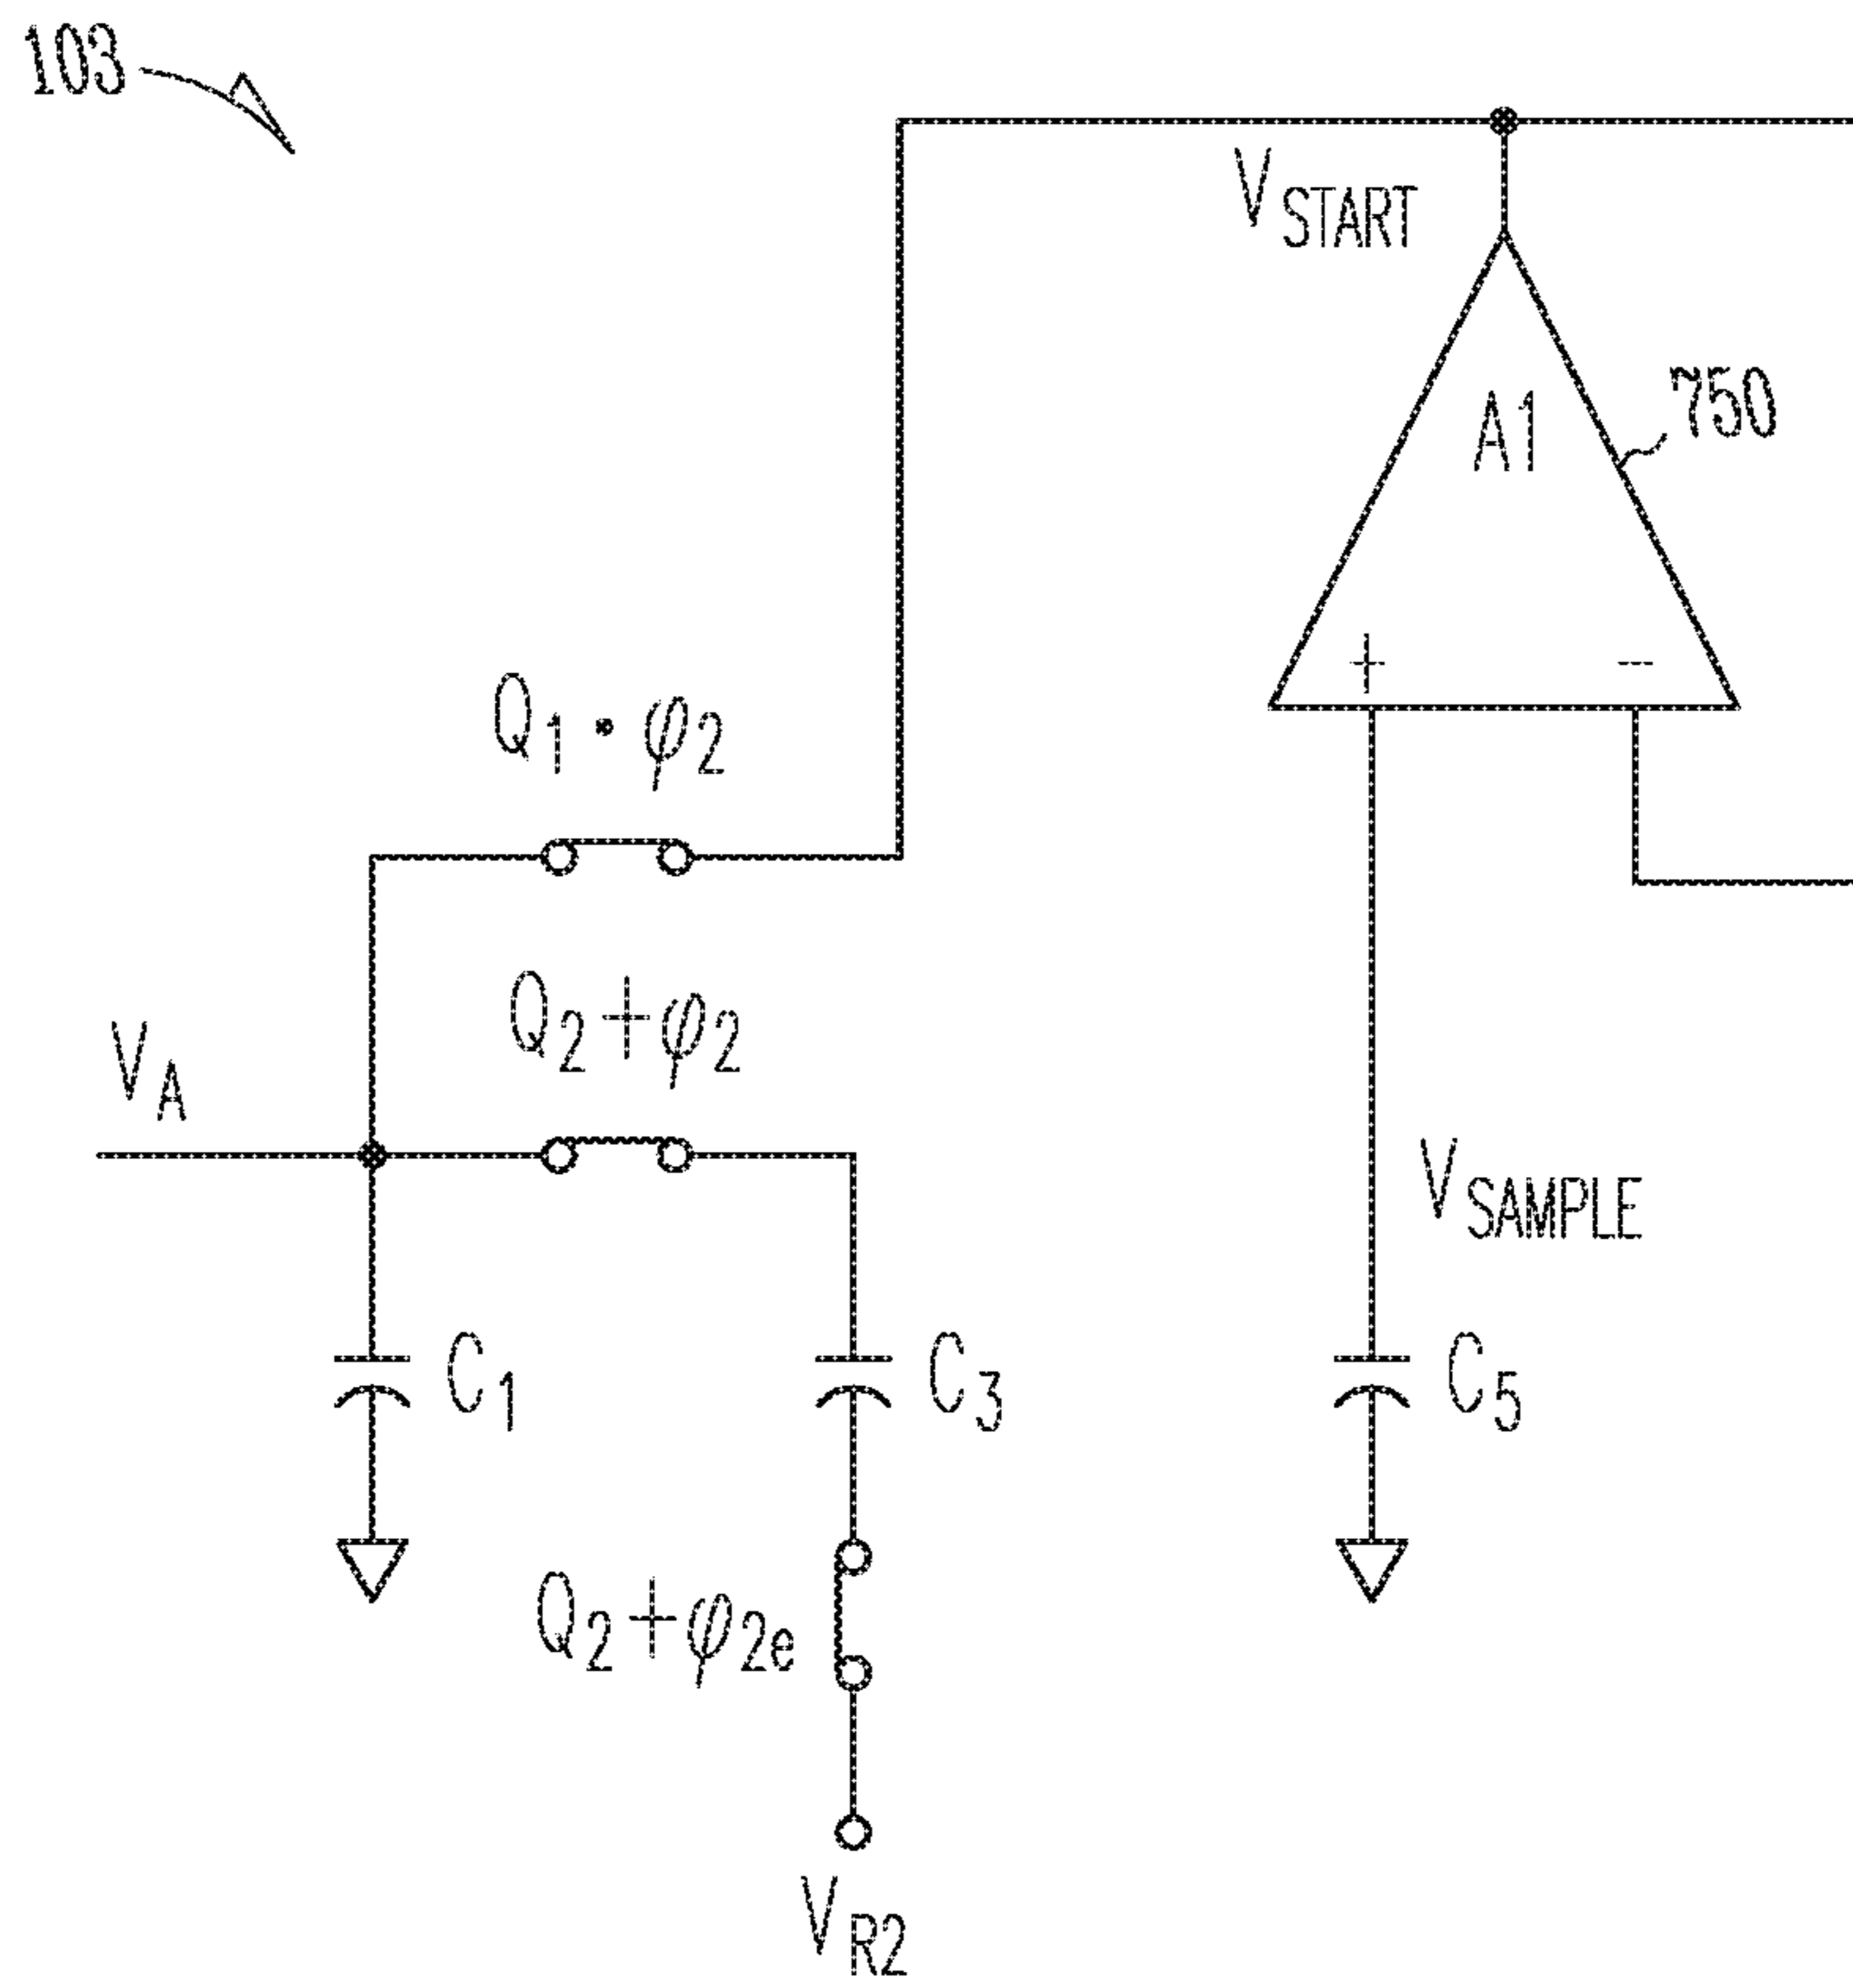 103
V_START
A1
750
+ −
Q_1 • φ_2
Q_2+φ_2
V_A
V_SAMPLE
C_1
C_3
C_5
Q_2+φ_2e
V_R2